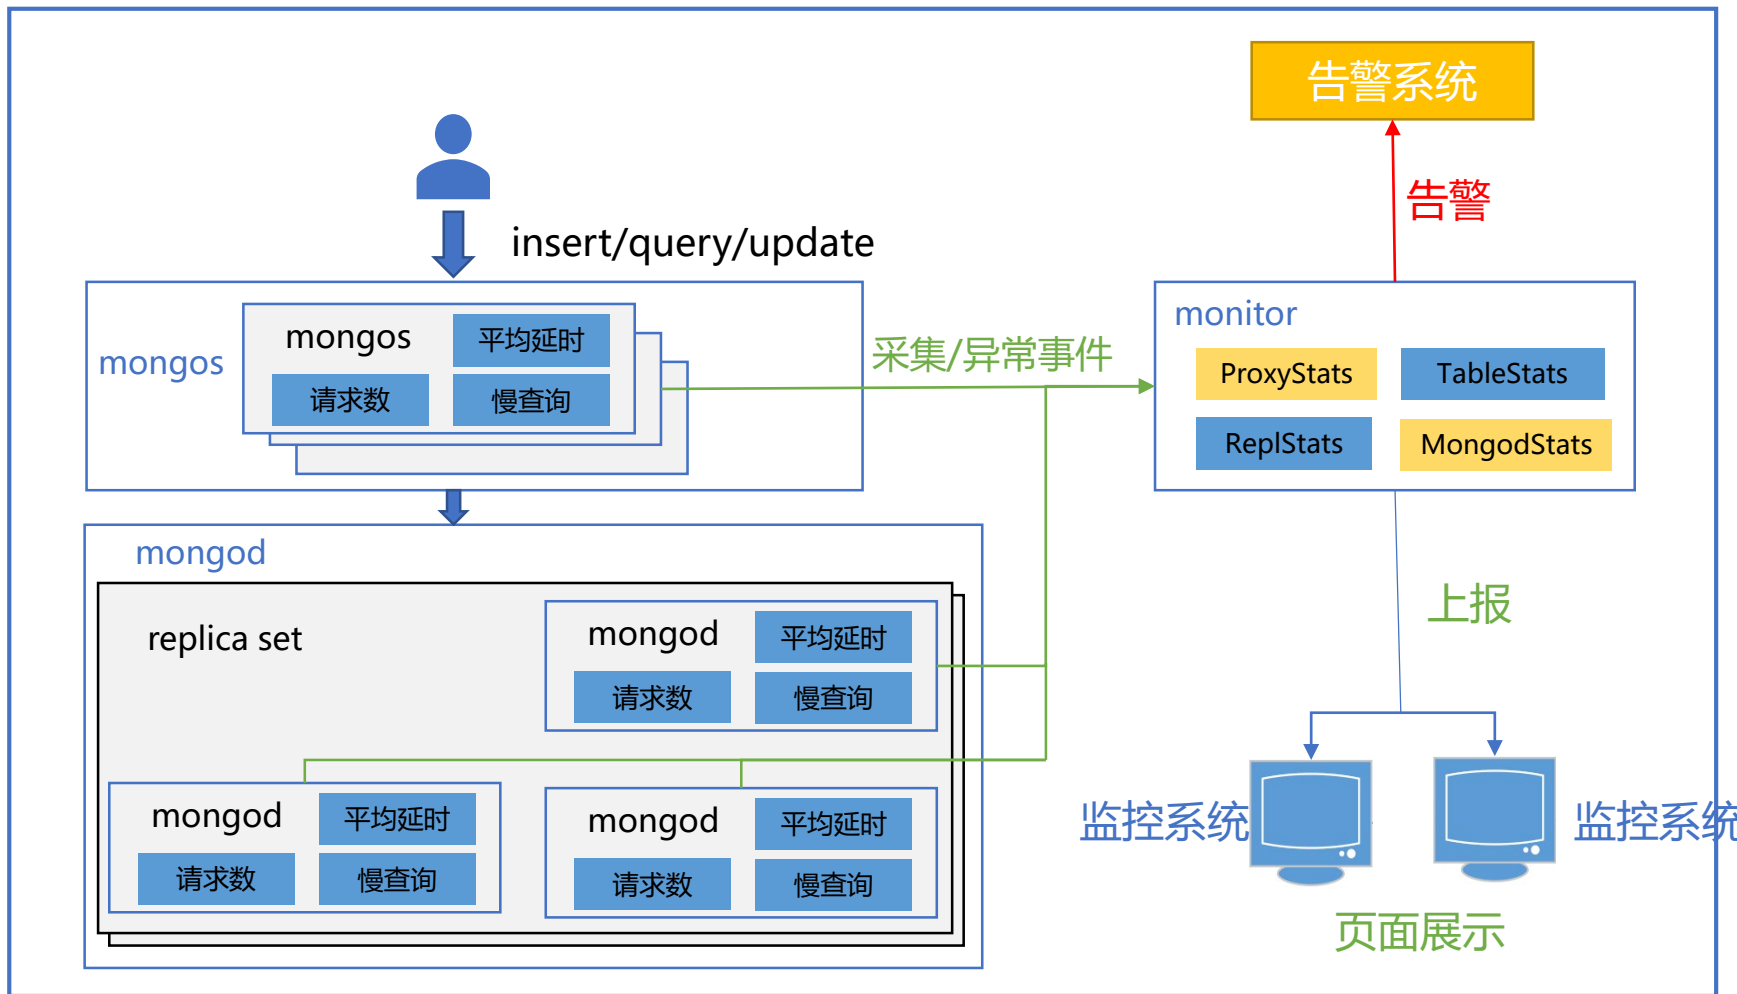 告警系统
告警
insert/query/update
mongos
mongos
平均延时
请求数
慢查询
采集/异常事件
monitor
ProxyStats
TableStats
ReplStats
MongodStats
mongod
replica set
mongod
平均延时
请求数
慢查询
mongod
平均延时
请求数
慢查询
mongod
平均延时
请求数
慢查询
上报
监控系统
监控系统
页面展示